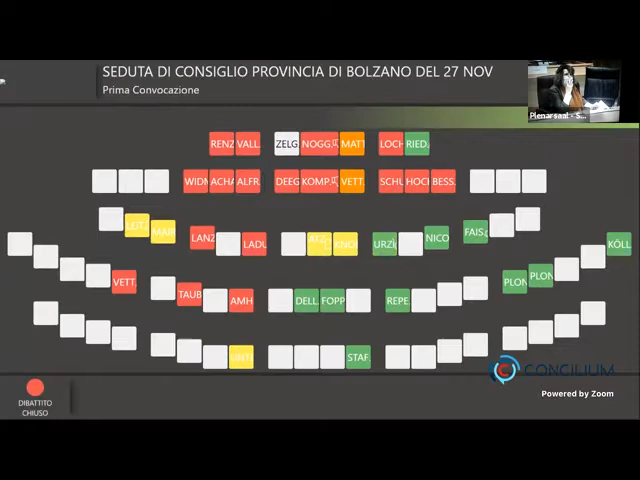 SEDUTA DI CONSIGLIO PROVINCIA DI BOLZANO DEL 27 NOV
Prima Convocazione
Plenarsaal - S...
RENZ VALL. ZELG NOGG. MATT LOCH RIED.
WIDM ACHA ALFR. DEEG KOMP. VETT. SCHU HOCH BESS.
LEIT. MAIR
LANZ LADU KNOL URZÌ NICO FAIS
KÖLL
VETT. PLON PLON
TAUB AMH DELL. FOPP REPE
UNTE STAF.
CONCILIUM
DIBATTITO
CHIUSO
Powered by Zoom